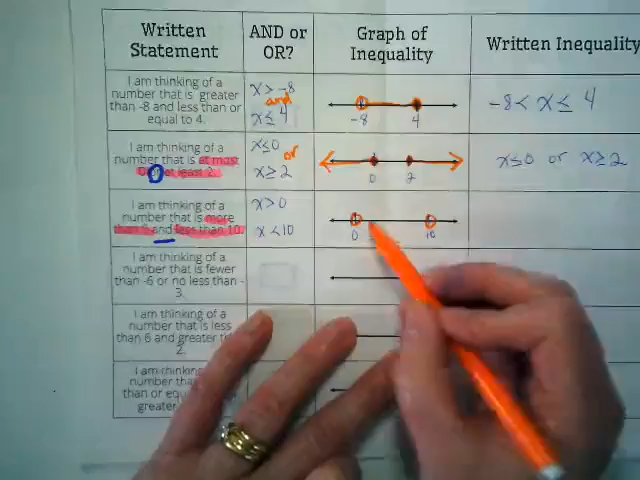 Written Statement
AND or OR?
Graph of Inequality
Written Inequality
I am thinking of a
number that is greater
than -8 and less than or
equal to 4.
x > -8
and
x ≤ 4
-8 4
-8 < x ≤ 4
I am thinking of a
number that is at most
0 or at least 2.
x ≤ 0
or
x ≥ 2
0 2
x ≤ 0 or x ≥ 2
I am thinking of a
number that is more
than 0 and less than 10.
x > 0
x < 10
0 10
I am thinking of a
number that is fewer
than -6 or no less than -
3.
I am thinking of a
number that is less
than 6 and greater
2.
I am thinking
number
than or
greater